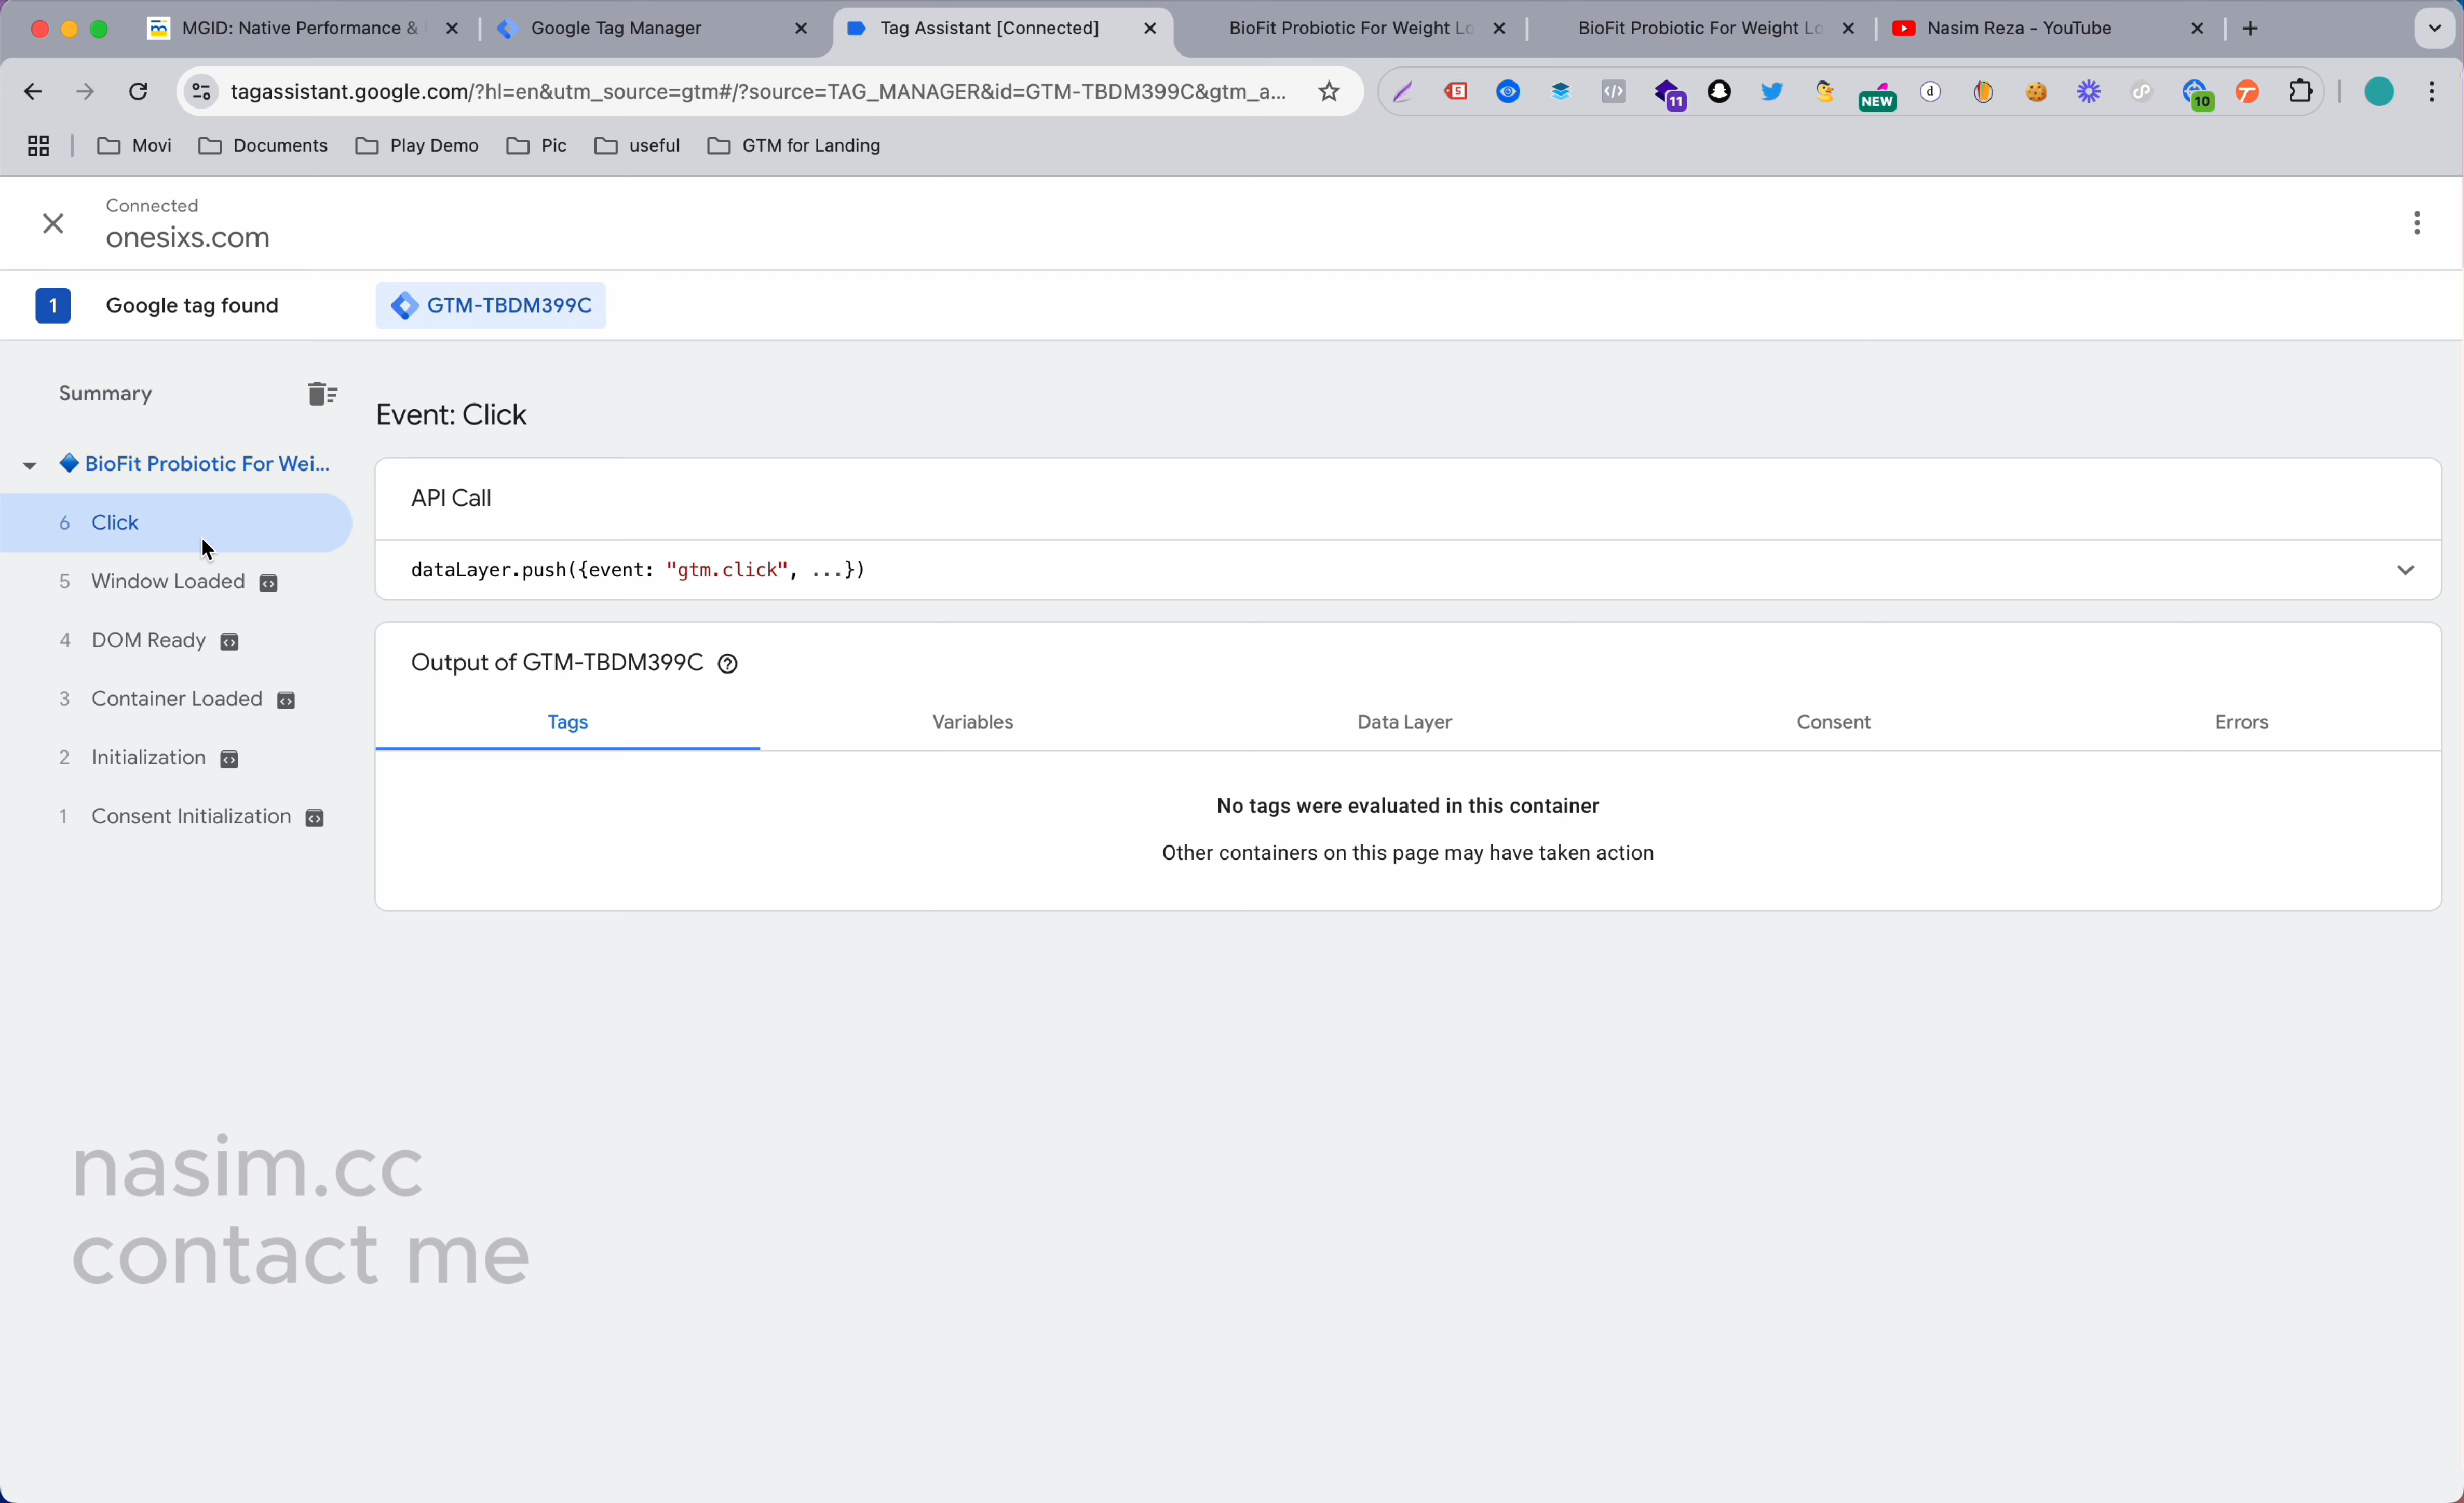 MGID: Native Performance &
Google Tag Manager
Tag Assistant [Connected]
BioFit Probiotic For Weight Lo
BioFit Probiotic For Weight Lo
Nasim Reza - YouTube
tagassistant.google.com/?hl=en&utm_source=gtm#/?source=TAG_MANAGER&id=GTM-TBDM399C&gtm_a...
5
11
NEW
d
10
Movi
Documents
Play Demo
Pic
useful
GTM for Landing
Connected
onesixs.com
1
Google tag found
GTM-TBDM399C
Summary
BioFit Probiotic For Wei...
6 Click
5 Window Loaded
4 DOM Ready
3 Container Loaded
2 Initialization
1 Consent Initialization
Event: Click
API Call
dataLayer.push({event: "gtm.click", ...})
Output of GTM-TBDM399C
Tags
Variables
Data Layer
Consent
Errors
No tags were evaluated in this container
Other containers on this page may have taken action
nasim.cc
contact me